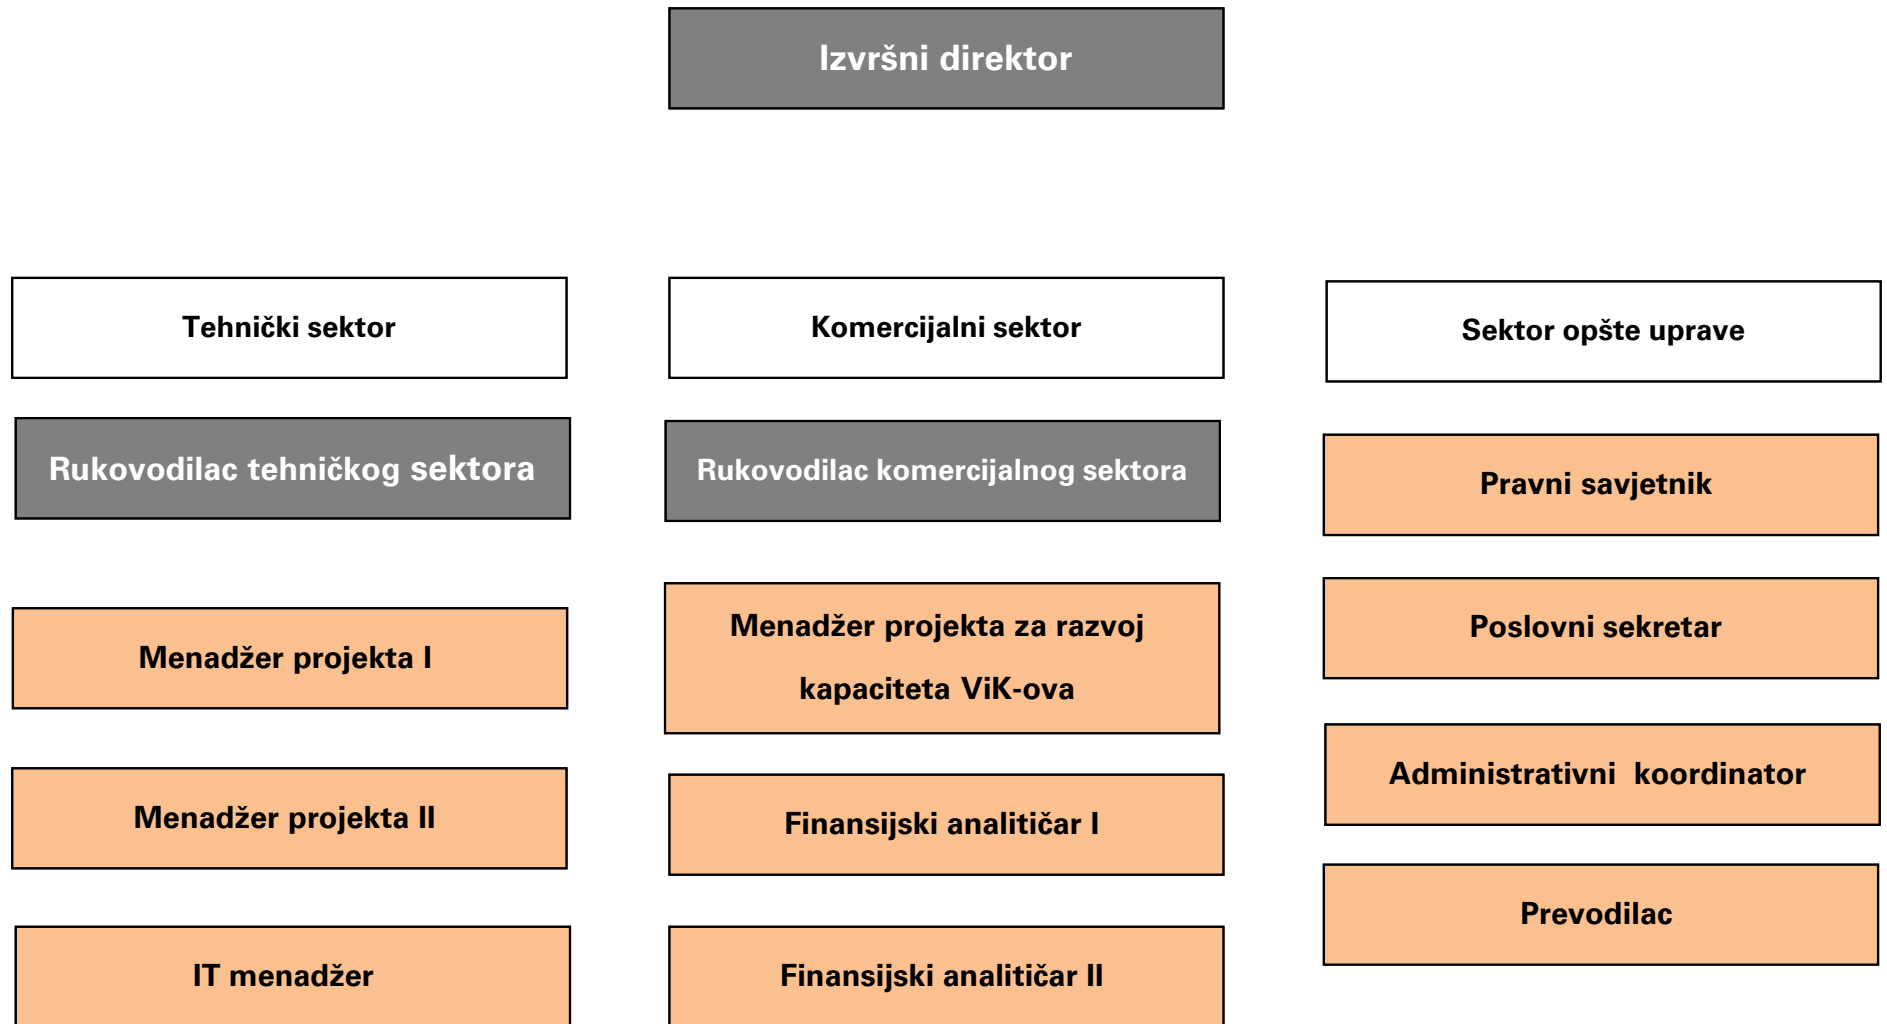 Izvršni direktor
Tehnički sektor
Komercijalni sektor
Sektor opšte uprave
Rukovodilac tehničkog sektora
Rukovodilac komercijalnog sektora
Pravni savjetnik
Menadžer projekta I
Menadžer projekta za razvoj
kapaciteta ViK-ova
Poslovni sekretar
Menadžer projekta II
Finansijski analitičar I
Administrativni  koordinator
IT menadžer
Finansijski analitičar II
Prevodilac